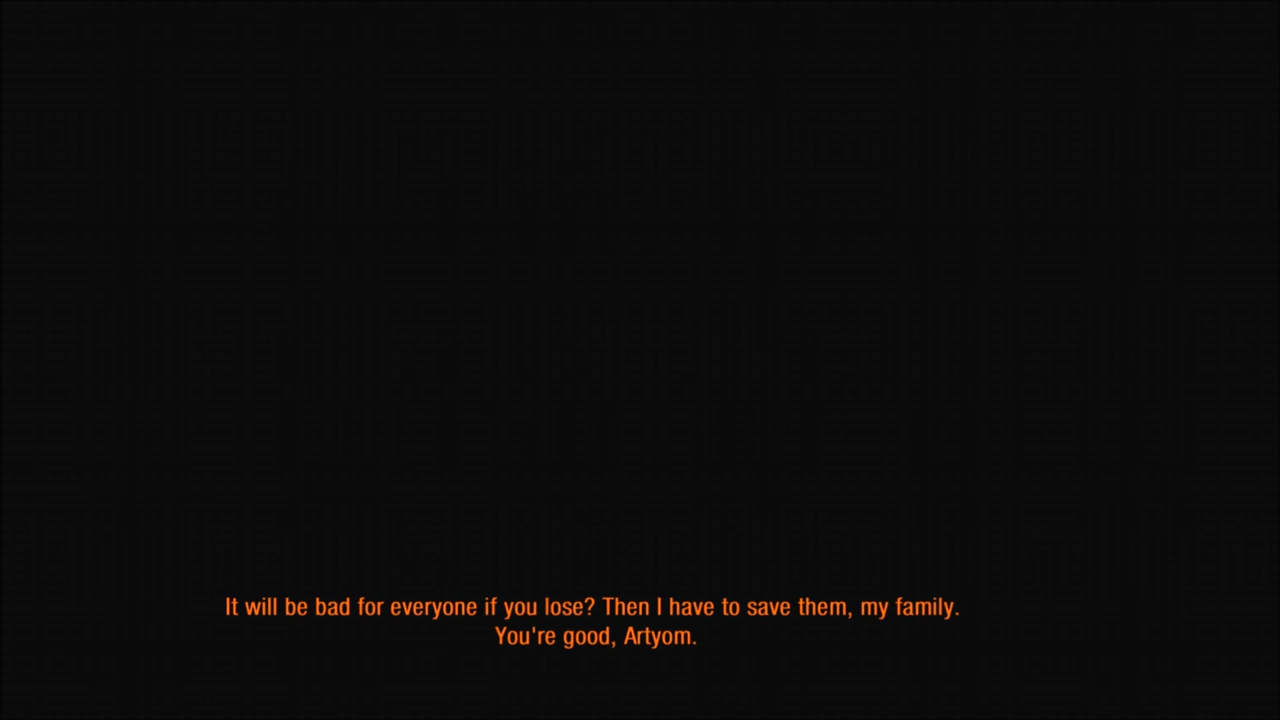 It will be bad for everyone if you lose? Then I have to save them, my family.
You're good, Artyom.